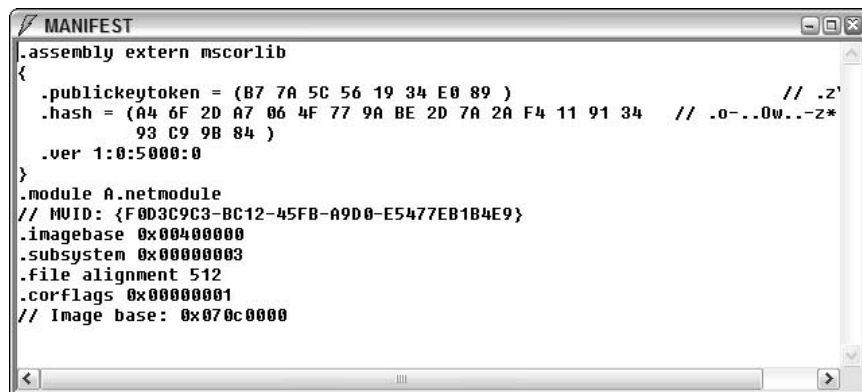 MANIFEST
.assembly extern mscorlib
{
.publickeytoken = (B7 7A 5C 56 19 34 E0 89 ) // .z\
.hash = (A4 6F 2D A7 06 4F 77 9A BE 2D 7A 2A F4 11 91 34 // .o-..Ow..-z*
93 C9 9B 84 )
.ver 1:0:5000:0
}
.module A.netmodule
// MVID: {F0D3C9C3-BC12-45FB-A9D0-E5477EB1B4E9}
.imagebase 0x00400000
.subsystem 0x00000003
.file alignment 512
.corflags 0x00000001
// Image base: 0x070c0000